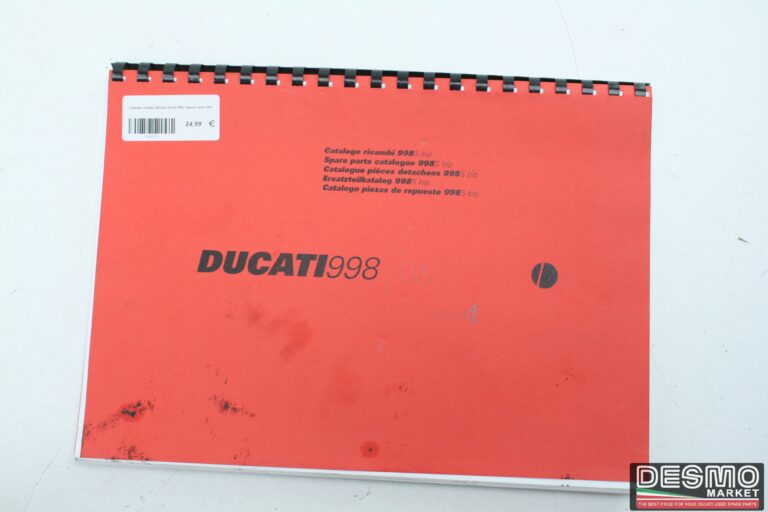 34.99 €
Catalogo ricambi 998S bip
Spare parts catalogue 998S bip
Catalogue piéces detachees 998S bip
Ersatzteilkatalog 998S bip
Catalogo piezas de repuesto 998S bip
DUCATI998
DESMO
MARKET
THE BEST PRICE FOR YOUR DUCATI USED SPARE PARTS